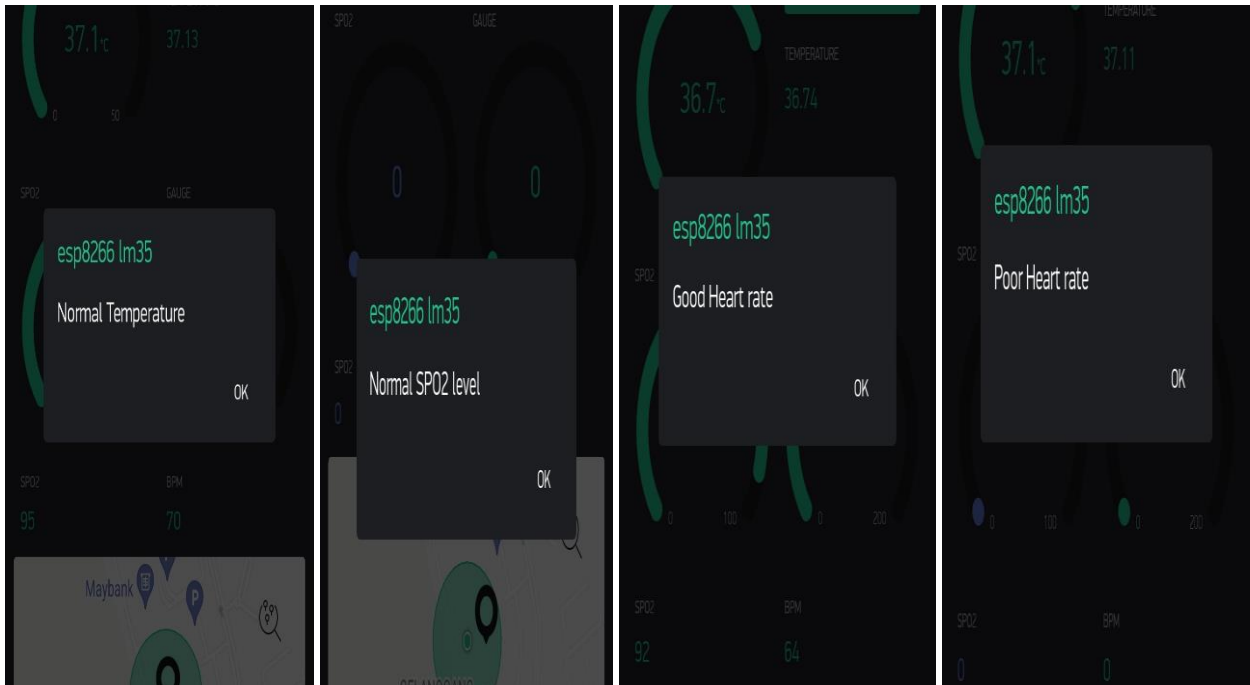 37.1°C
37.13
0
50
SPO2
GAUGE
esp8266 lm35
Normal Temperature
OK
SPO2
BPM
95
70
Maybank
P
SPO2
GAUGE
0
0
esp8266 lm35
SPO2
Normal SPO2 level
0
OK
TEMPERATURE
36.7°C
36.74
esp8266 lm35
SPO2
Good Heart rate
OK
0
100
0
200
SPO2
BPM
92
64
TEMPERATURE
37.1°C
37.11
esp8266 lm35
SPO2
Poor Heart rate
OK
0
100
0
200
SPO2
BPM
0
0